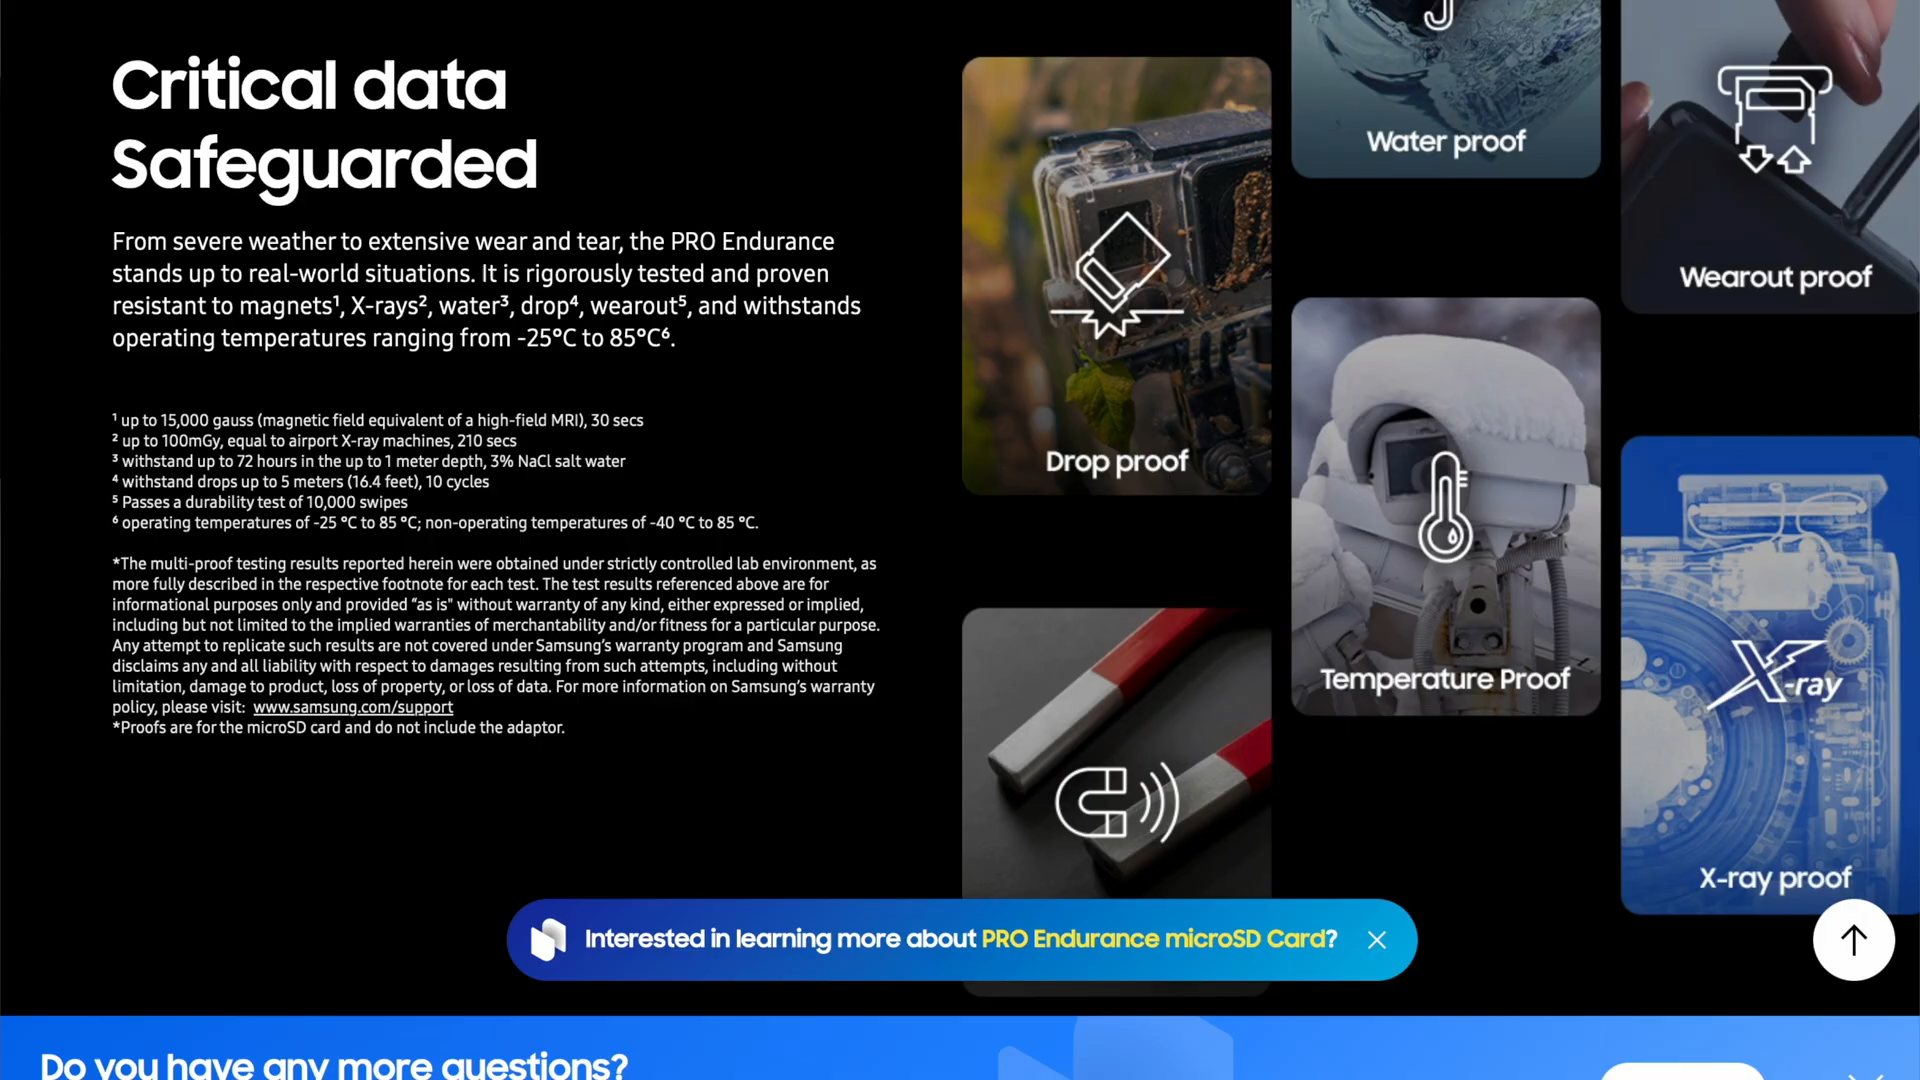 Critical data
Safeguarded
From severe weather to extensive wear and tear, the PRO Endurance
stands up to real-world situations. It is rigorously tested and proven
resistant to magnets¹, X-rays², water³, drop⁴, wearout⁵, and withstands
operating temperatures ranging from -25°C to 85°C⁶.
¹ up to 15,000 gauss (magnetic field equivalent of a high-field MRI), 30 secs
² up to 100mGy, equal to airport X-ray machines, 210 secs
³ withstand up to 72 hours in the up to 1 meter depth, 3% NaCl salt water
⁴ withstand drops up to 5 meters (16.4 feet), 10 cycles
⁵ Passes a durability test of 10,000 swipes
⁶ operating temperatures of -25 °C to 85 °C; non-operating temperatures of -40 °C to 85 °C.
*The multi-proof testing results reported herein were obtained under strictly controlled lab environment, as
more fully described in the respective footnote for each test. The test results referenced above are for
informational purposes only and provided “as is" without warranty of any kind, either expressed or implied,
including but not limited to the implied warranties of merchantability and/or fitness for a particular purpose.
Any attempt to replicate such results are not covered under Samsung’s warranty program and Samsung
disclaims any and all liability with respect to damages resulting from such attempts, including without
limitation, damage to product, loss of property, or loss of data. For more information on Samsung’s warranty
policy, please visit: www.samsung.com/support
*Proofs are for the microSD card and do not include the adaptor.
Drop proof
Water proof
Temperature Proof
Wearout proof
X-ray
X-ray proof
Interested in learning more about PRO Endurance microSD Card?
Do you have any more questions?